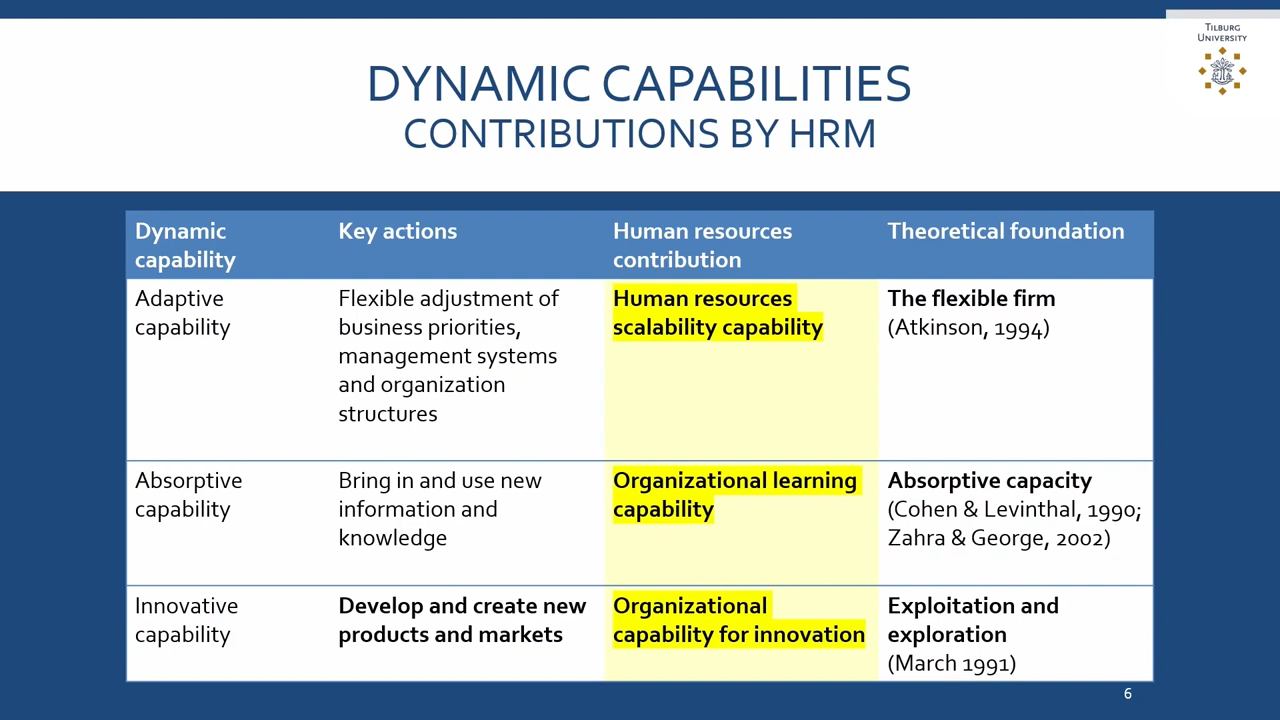 TILBURG
UNIVERSITY
DYNAMIC CAPABILITIES
CONTRIBUTIONS BY HRM
Dynamic
capability
Key actions
Human resources
contribution
Theoretical foundation
Adaptive
capability
Flexible adjustment of
business priorities,
management systems
and organization
structures
Human resources
scalability capability
The flexible firm
(Atkinson, 1994)
Absorptive
capability
Bring in and use new
information and
knowledge
Organizational learning
capability
Absorptive capacity
(Cohen & Levinthal, 1990;
Zahra & George, 2002)
Innovative
capability
Develop and create new
products and markets
Organizational
capability for innovation
Exploitation and
exploration
(March 1991)
6